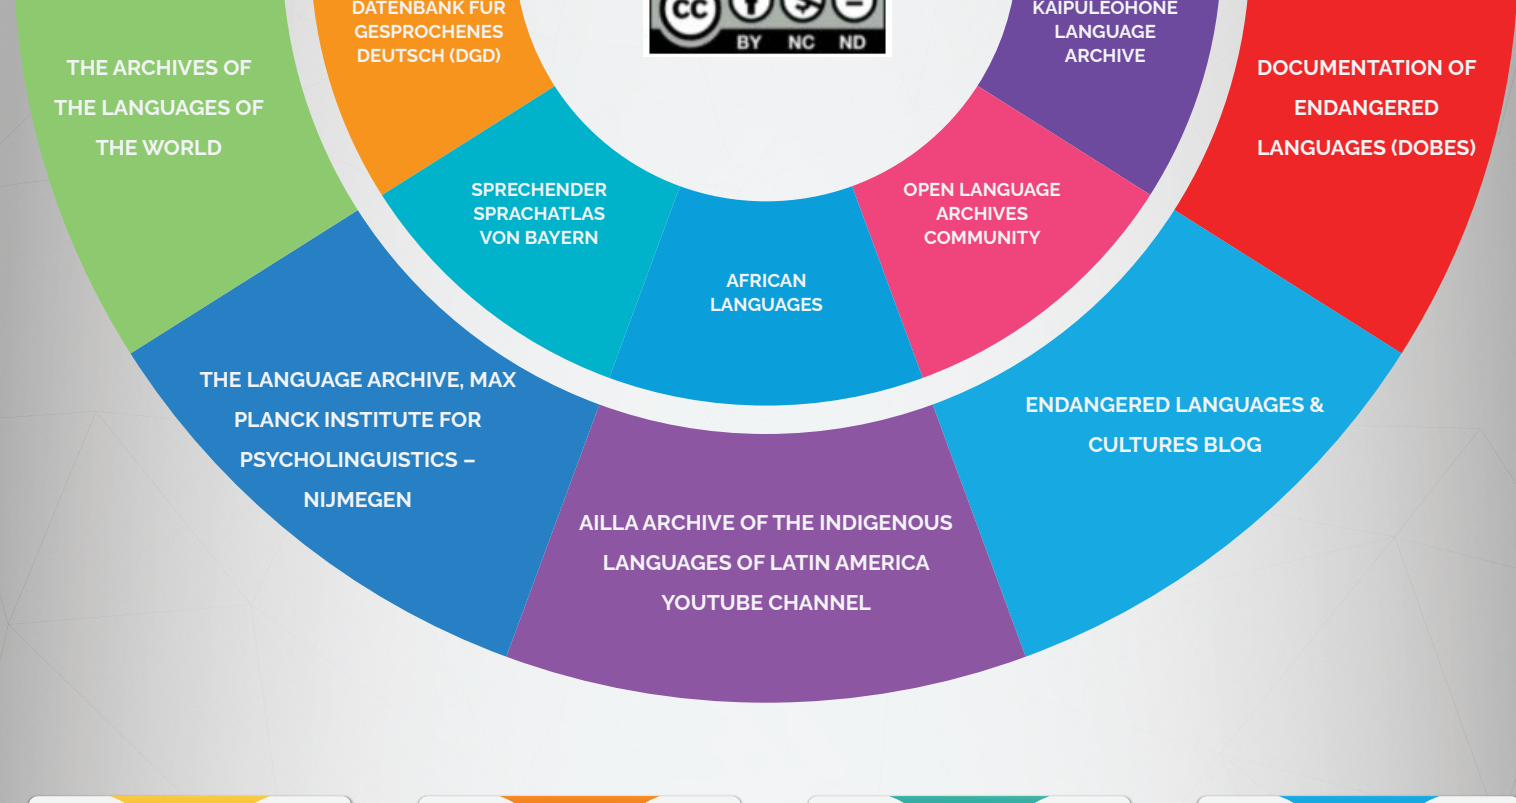 DATENBANK FÜR
GESPROCHENES
DEUTSCH (DGD)
CC
BY NC ND
KAIPULEOHONE
LANGUAGE
ARCHIVE
THE ARCHIVES OF
THE LANGUAGES OF
THE WORLD
DOCUMENTATION OF
ENDANGERED
LANGUAGES (DOBES)
SPRECHENDER
SPRACHATLAS
VON BAYERN
OPEN LANGUAGE
ARCHIVES
COMMUNITY
AFRICAN
LANGUAGES
THE LANGUAGE ARCHIVE, MAX
PLANCK INSTITUTE FOR
PSYCHOLINGUISTICS –
NIJMEGEN
ENDANGERED LANGUAGES &
CULTURES BLOG
AILLA ARCHIVE OF THE INDIGENOUS
LANGUAGES OF LATIN AMERICA
YOUTUBE CHANNEL